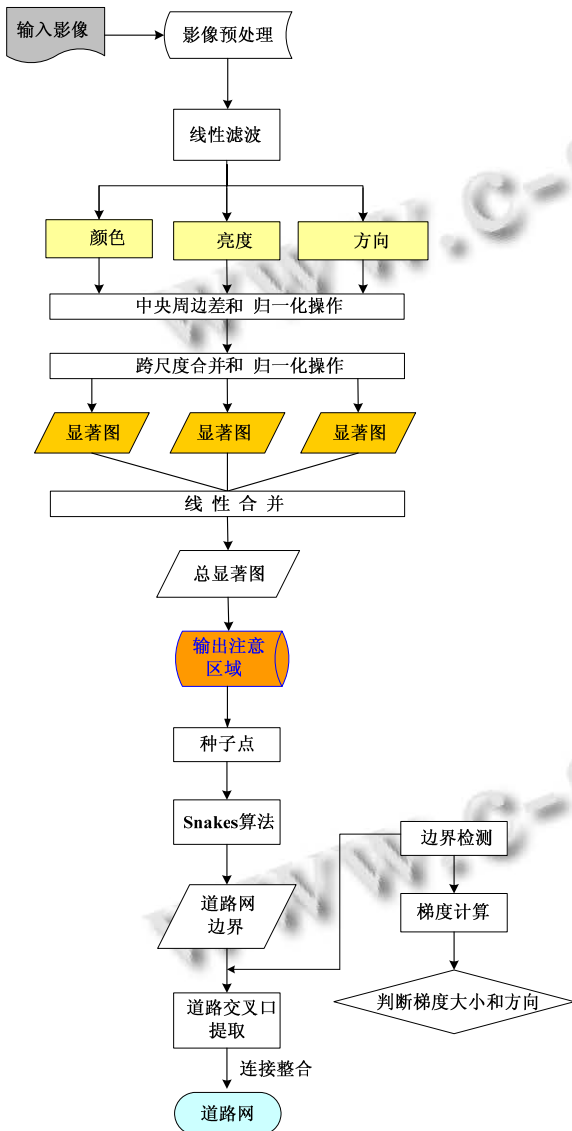 输入影像
影像预处理
线性滤波
颜色
亮度
方向
中央周边差和 归一化操作
跨尺度合并和 归一化操作
显著图
显著图
显著图
线 性 合 并
总显著图
输出注意
区域
种子点
Snakes算法
边界检测
道路网
边界
梯度计算
道路交叉口
提取
判断梯度大小和方向
连接整合
道路网
www.c-
www.c-